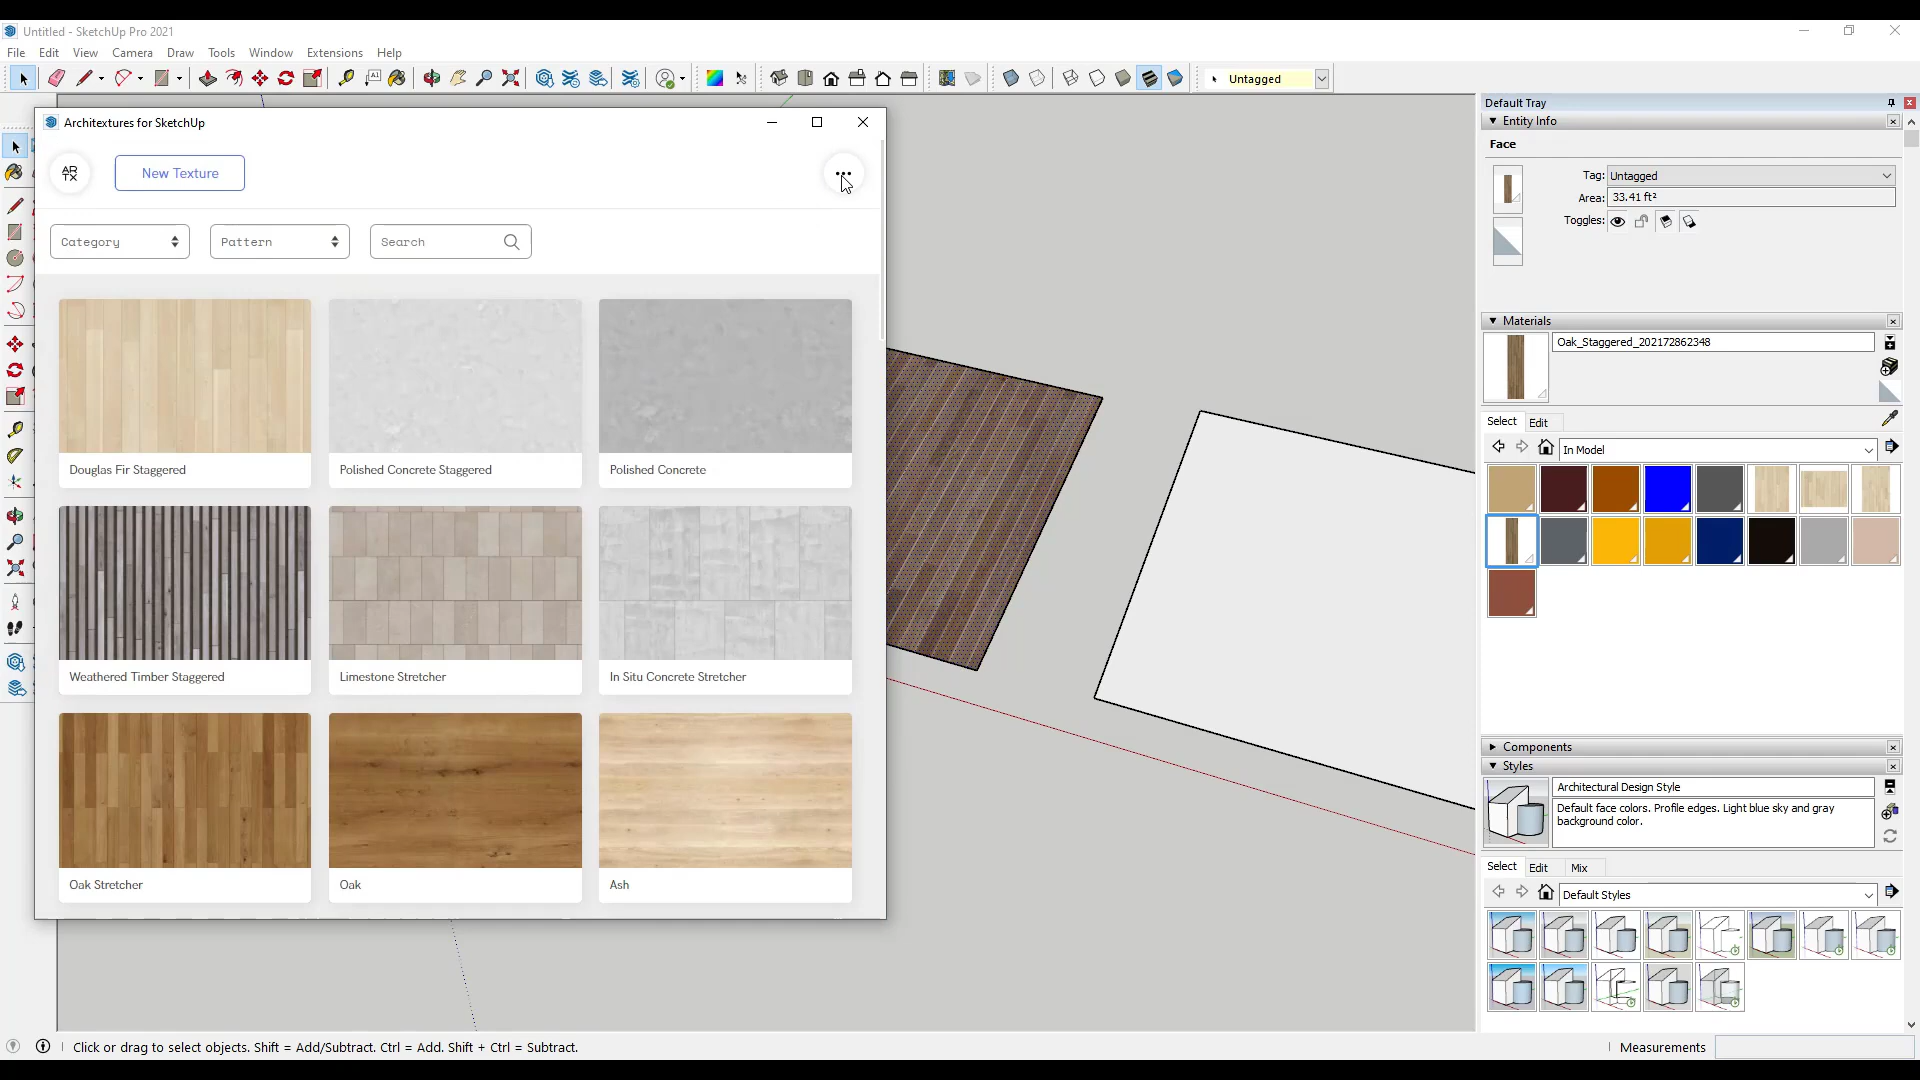 Untitled - SketchUp Pro 2021
File Edit View Camera Draw Tools Window Extensions Help
A1
Untagged
Architextures for SketchUp
AR
TX
New Texture
...
Category
Pattern
Search
Douglas Fir Staggered
Polished Concrete Staggered
Polished Concrete
Weathered Timber Staggered
Limestone Stretcher
In Situ Concrete Stretcher
Oak Stretcher
Oak
Ash
Default Tray
Entity Info
Face
Tag: Untagged
Area: 33.41 ft²
Toggles:
Materials
Oak_Staggered_202172862348
Select Edit
In Model
Components
Styles
Architectural Design Style
Default face colors. Profile edges. Light blue sky and gray
background color.
Select Edit Mix
Default Styles
Click or drag to select objects. Shift = Add/Subtract. Ctrl = Add. Shift + Ctrl = Subtract.
Measurements